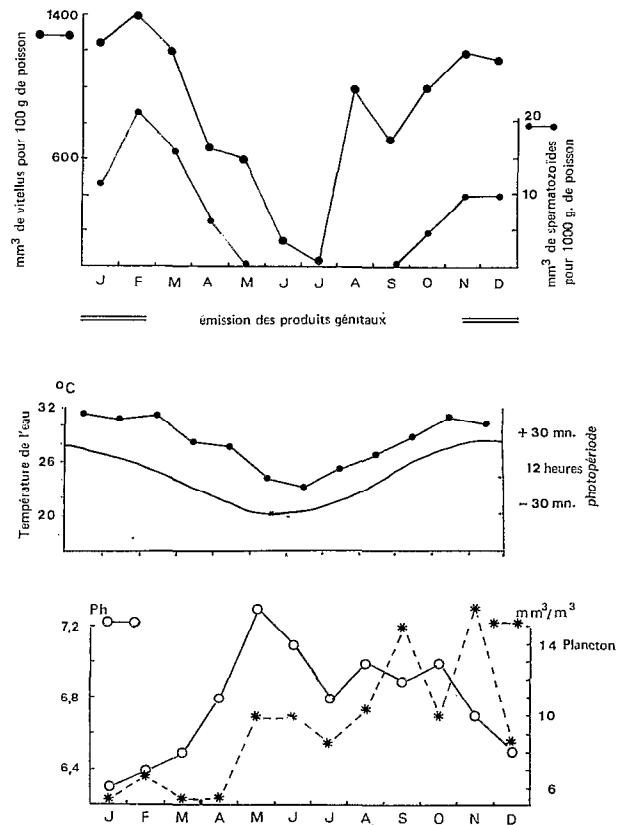 1400
600
mm³ de vitellus pour 100 g de poisson
20
10
mm³ de spermatozoïdes
pour 1000 g. de poisson
J F M A M J J A S O N D
émission des produits génitaux
°C
32
26
20
Température de l'eau
+ 30 mn.
12 heures
- 30 mn.
photopériode
Ph
7,2
6,8
6,4
mm³/m³
14 Plancton
10
6
J F M A M J J A S O N D